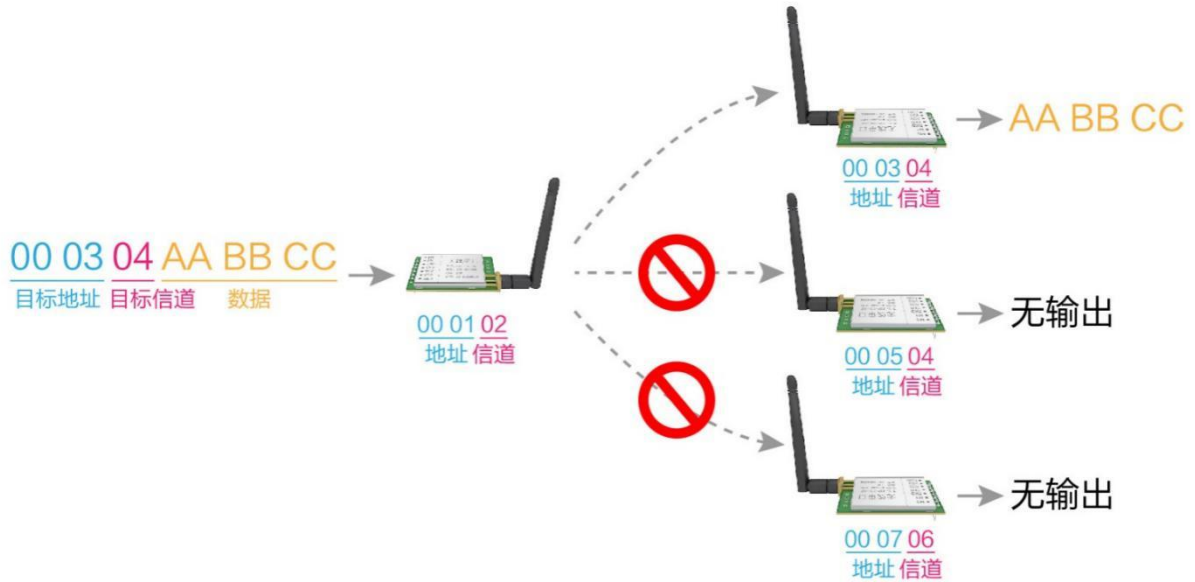 00 03 04 AA BB CC
目标地址 目标信道 数据
00 01 02
地址 信道
AA BB CC
00 03 04
地址 信道
无输出
00 05 04
地址 信道
无输出
00 07 06
地址 信道